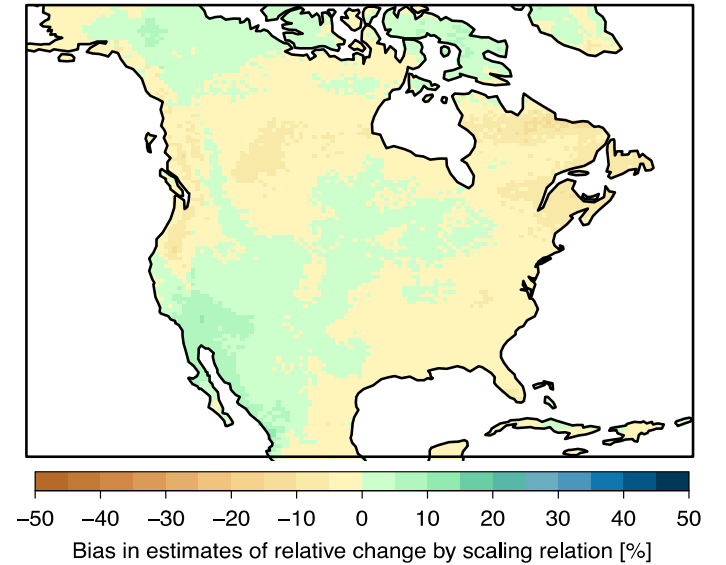 −50 −40 −30 −20 −10 0 10 20 30 40 50
Bias in estimates of relative change by scaling relation [%]